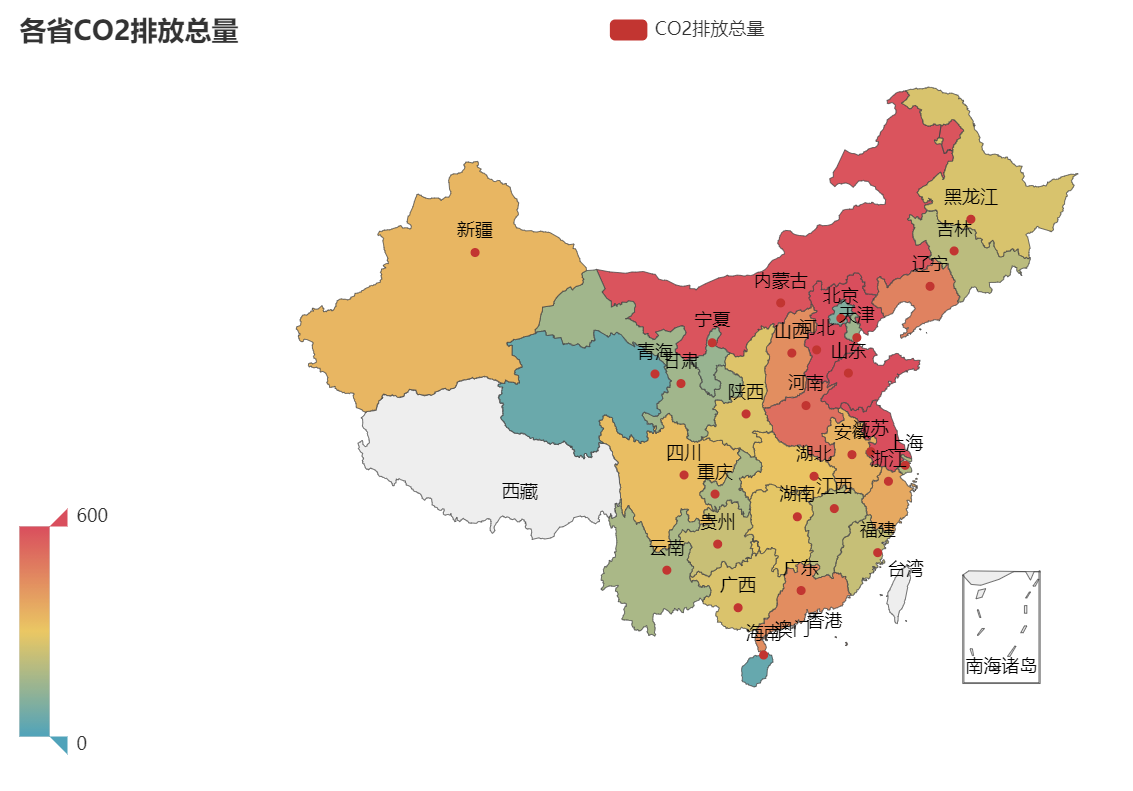 各省CO2排放总量
CO2排放总量
黑龙江
吉林
新疆
辽宁
内蒙古
北京
天津
宁夏
山西
河北
青海
甘肃
山东
陕西
河南
江苏
安徽
上海
四川
湖北
浙江
重庆
西藏
湖南
江西
600
贵州
福建
云南
广东
台湾
广西
香港
海南
澳门
南海诸岛
0